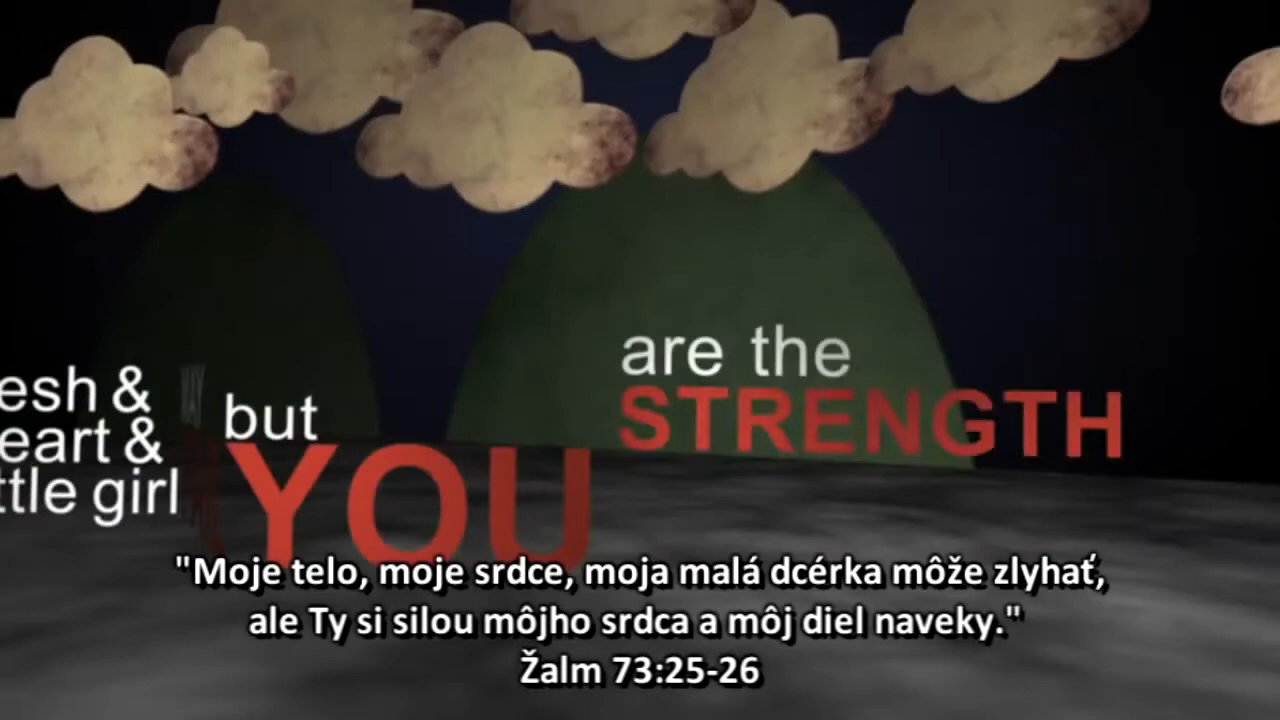 esh &
eart &
ttle girl
but
YOU
are the
STRENGTH
"Moje telo, moje srdce, moja malá dcérka môže zlyhať,
ale Ty si silou môjho srdca a môj diel naveky."
Žalm 73:25-26